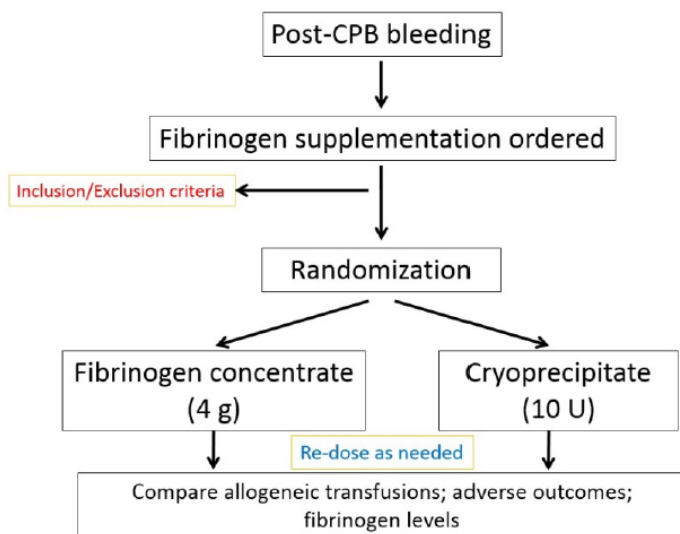 Post-CPB bleeding
Fibrinogen supplementation ordered
Inclusion/Exclusion criteria
Randomization
Fibrinogen concentrate
(4 g)
Cryoprecipitate
(10 U)
Re-dose as needed
Compare allogeneic transfusions; adverse outcomes;
fibrinogen levels